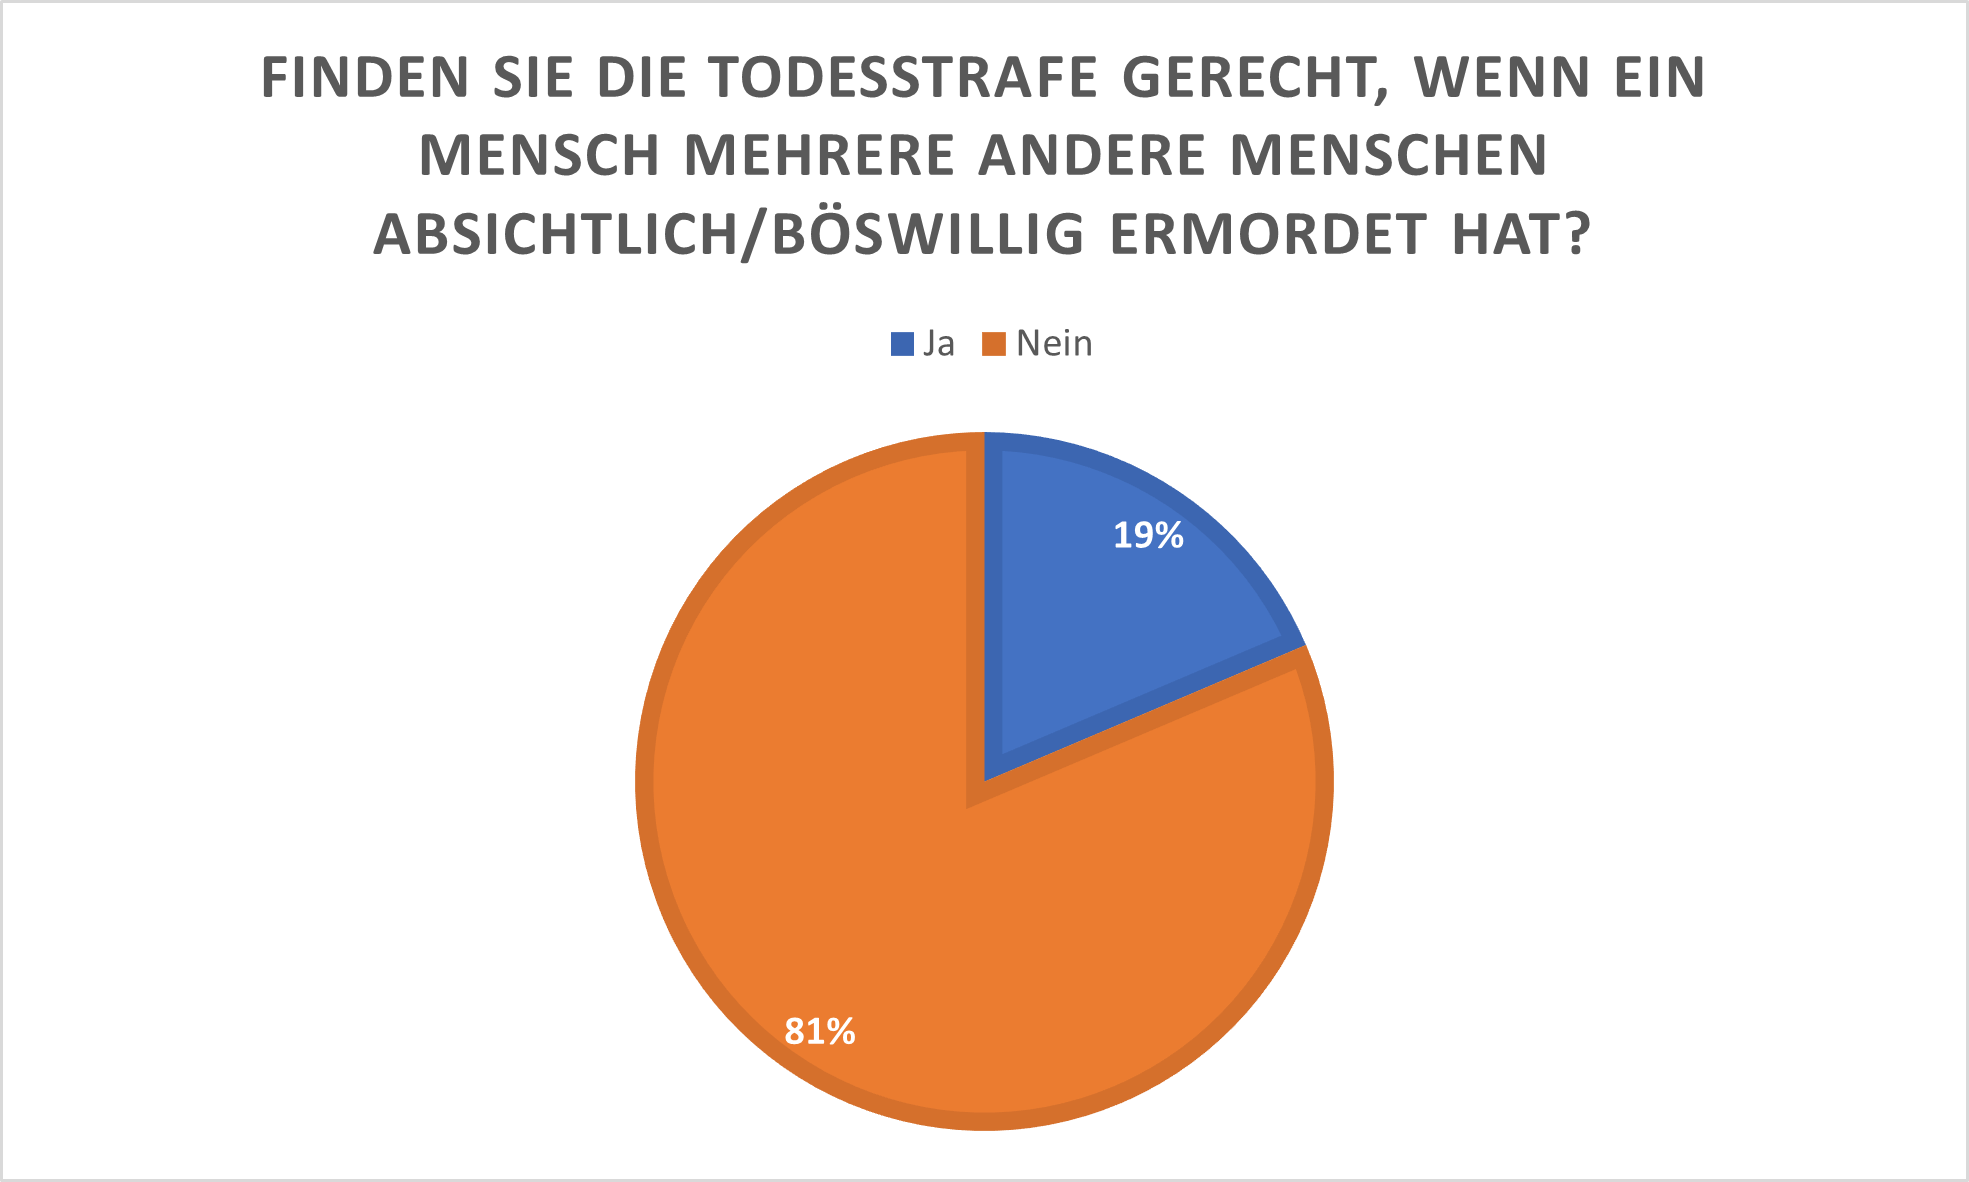 FINDEN SIE DIE TODESSTRAFE GERECHT, WENN EIN
MENSCH MEHRERE ANDERE MENSCHEN
ABSICHTLICH/BÖSWILLIG ERMORDET HAT?
Ja Nein
19%
81%